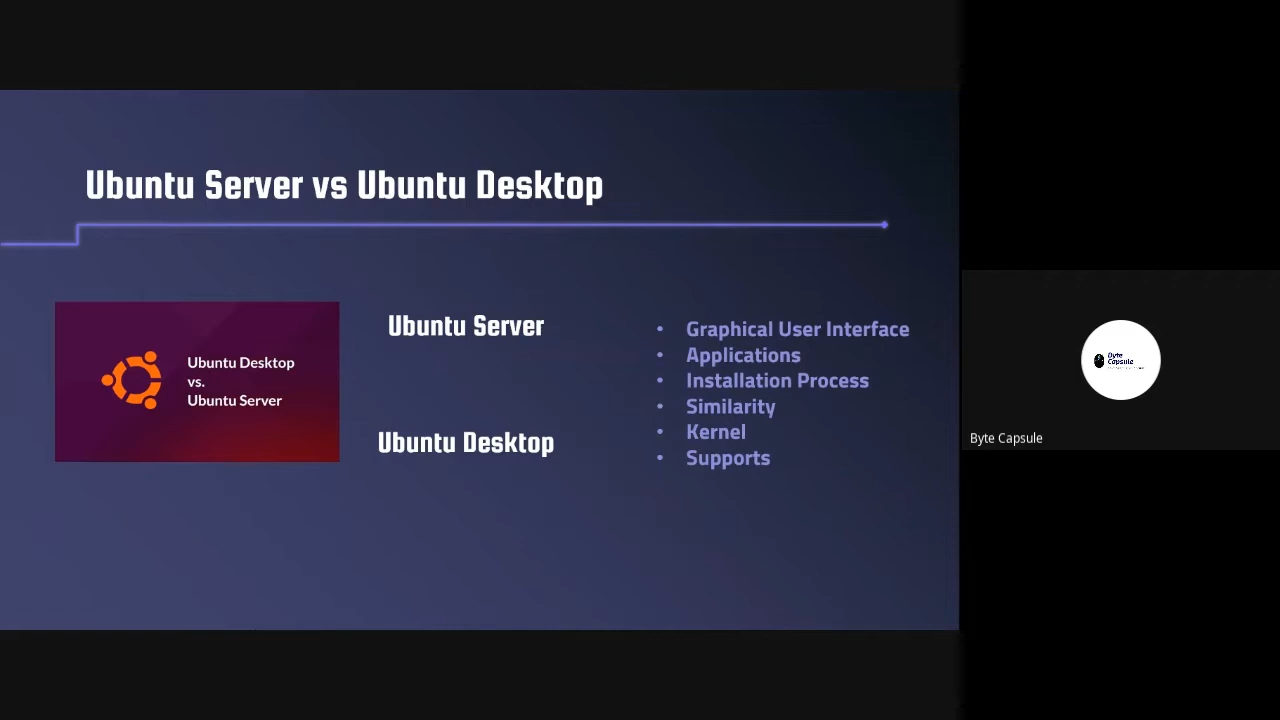 Ubuntu Server vs Ubuntu Desktop
Ubuntu Desktop
vs.
Ubuntu Server
Ubuntu Server
Ubuntu Desktop
• Graphical User Interface
• Applications
• Installation Process
• Similarity
• Kernel
• Supports
Byte
Capsule
Byte Capsule